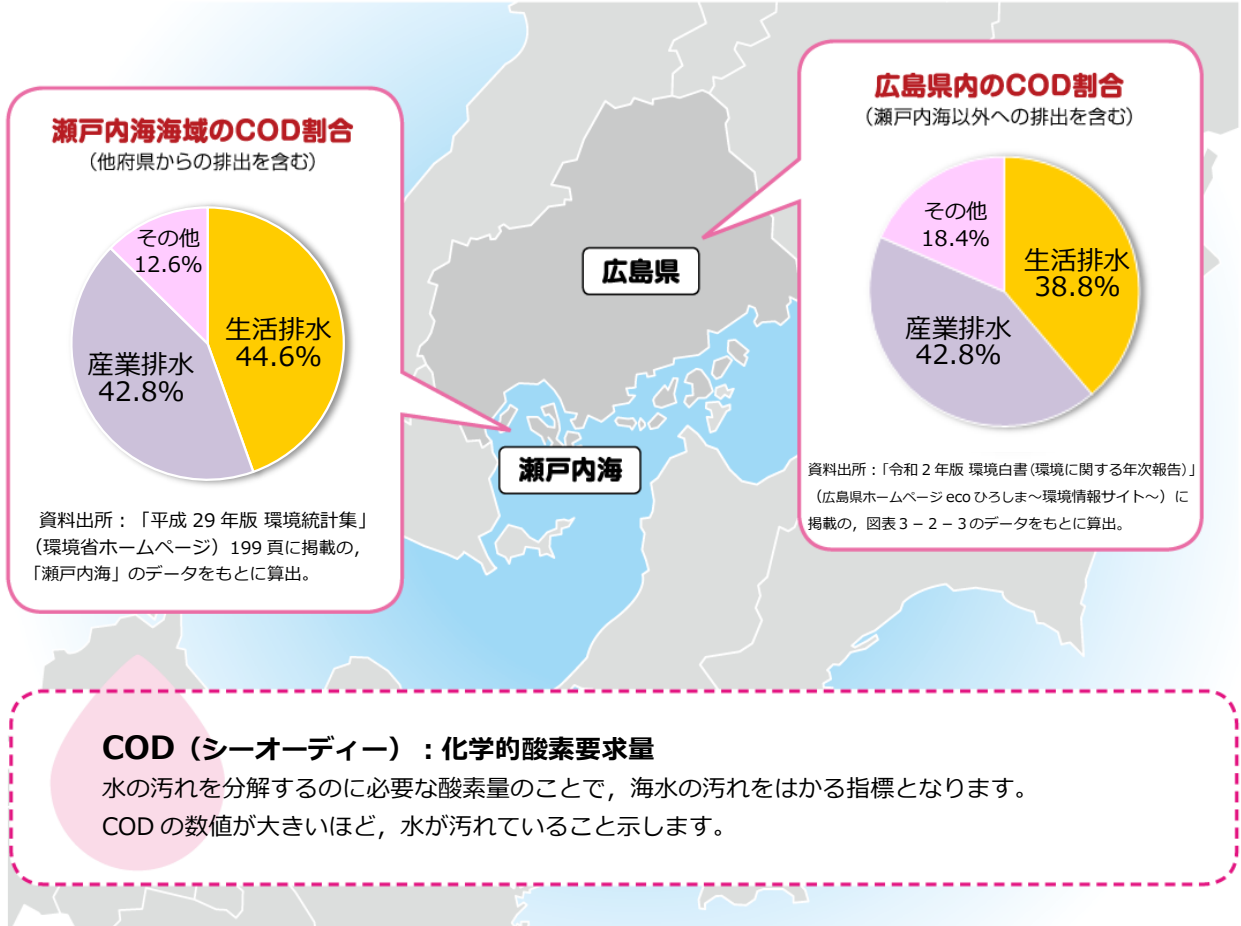 瀬戸内海海域のCOD割合
(他府県からの排出を含む)
その他
12.6%
生活排水
44.6%
産業排水
42.8%
資料出所：「平成 29 年版 環境統計集」
（環境省ホームページ）199 頁に掲載の，
「瀬戸内海」のデータをもとに算出。
広島県内のCOD割合
(瀬戸内海以外への排出を含む)
その他
18.4%
生活排水
38.8%
産業排水
42.8%
資料出所：「令和２年版 環境白書(環境に関する年次報告)」
（広島県ホームページ eco ひろしま～環境情報サイト～）に
掲載の，図表３－２－３のデータをもとに算出。
広島県
瀬戸内海
COD（シーオーディー）：化学的酸素要求量
水の汚れを分解するのに必要な酸素量のことで，海水の汚れをはかる指標となります。
COD の数値が大きいほど，水が汚れていること示します。